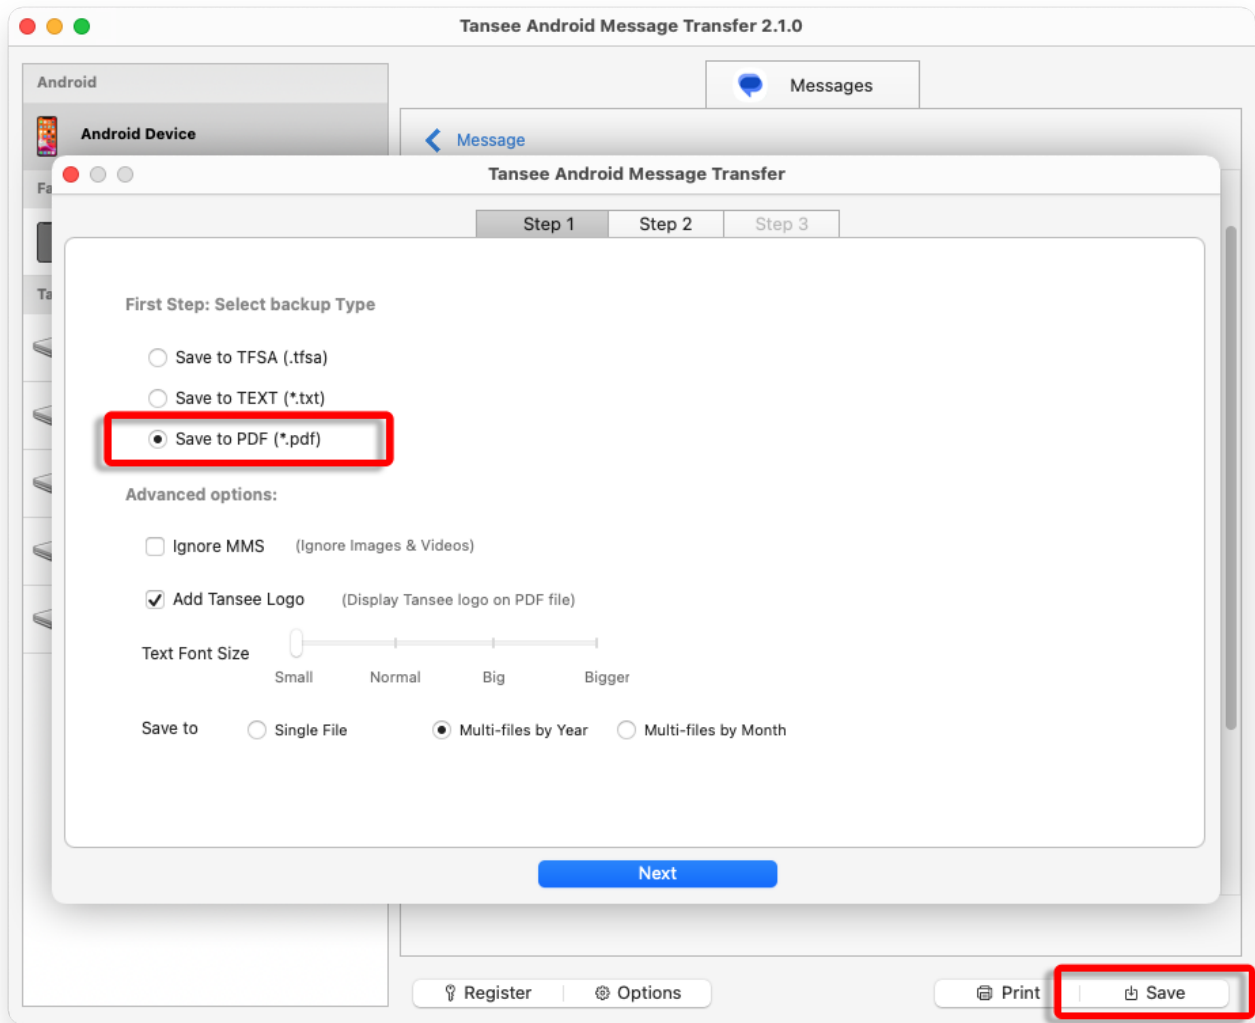 Tansee Android Message Transfer 2.1.0
Android
Messages
Android Device
Message
Tansee Android Message Transfer
Fa
Step 1 Step 2 Step 3
Ta
First Step: Select backup Type
Save to TFSA (.tfsa)
Save to TEXT (*.txt)
Save to PDF (*.pdf)
Advanced options:
Ignore MMS (Ignore Images & Videos)
Add Tansee Logo (Display Tansee logo on PDF file)
Text Font Size
Small Normal Big Bigger
Save to Single File Multi-files by Year Multi-files by Month
Next
Register Options Print Save